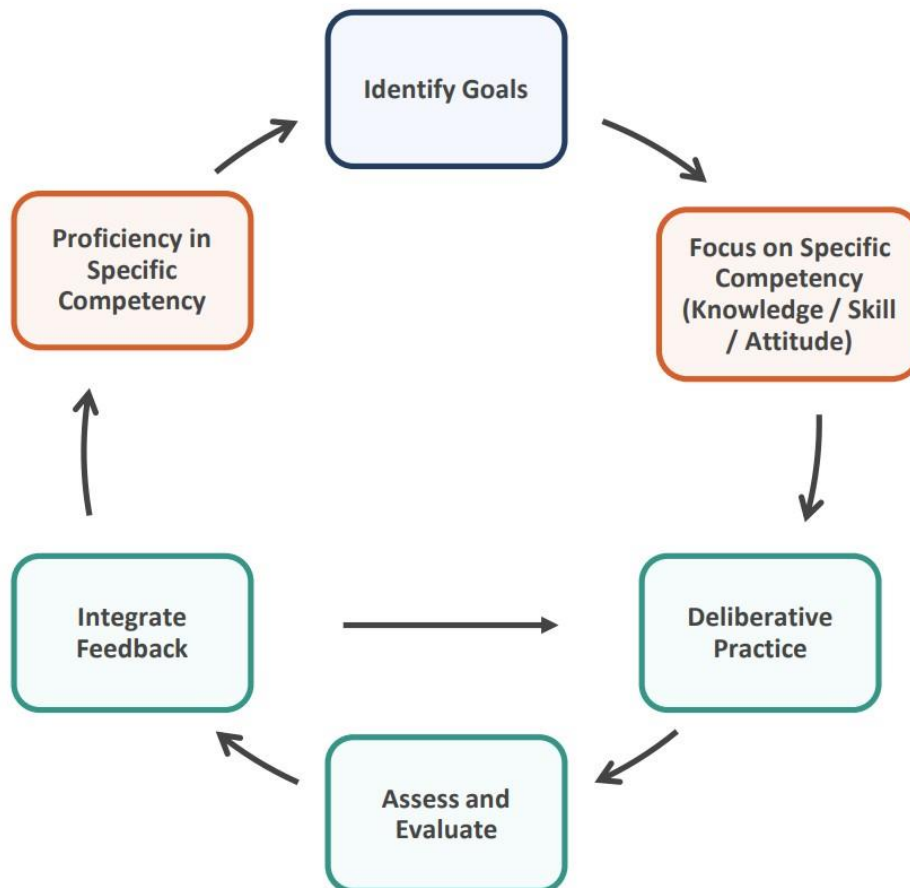 Identify Goals
Focus on Specific
Competency
(Knowledge / Skill
/ Attitude)
Deliberative
Practice
Assess and
Evaluate
Integrate
Feedback
Proficiency in
Specific
Competency